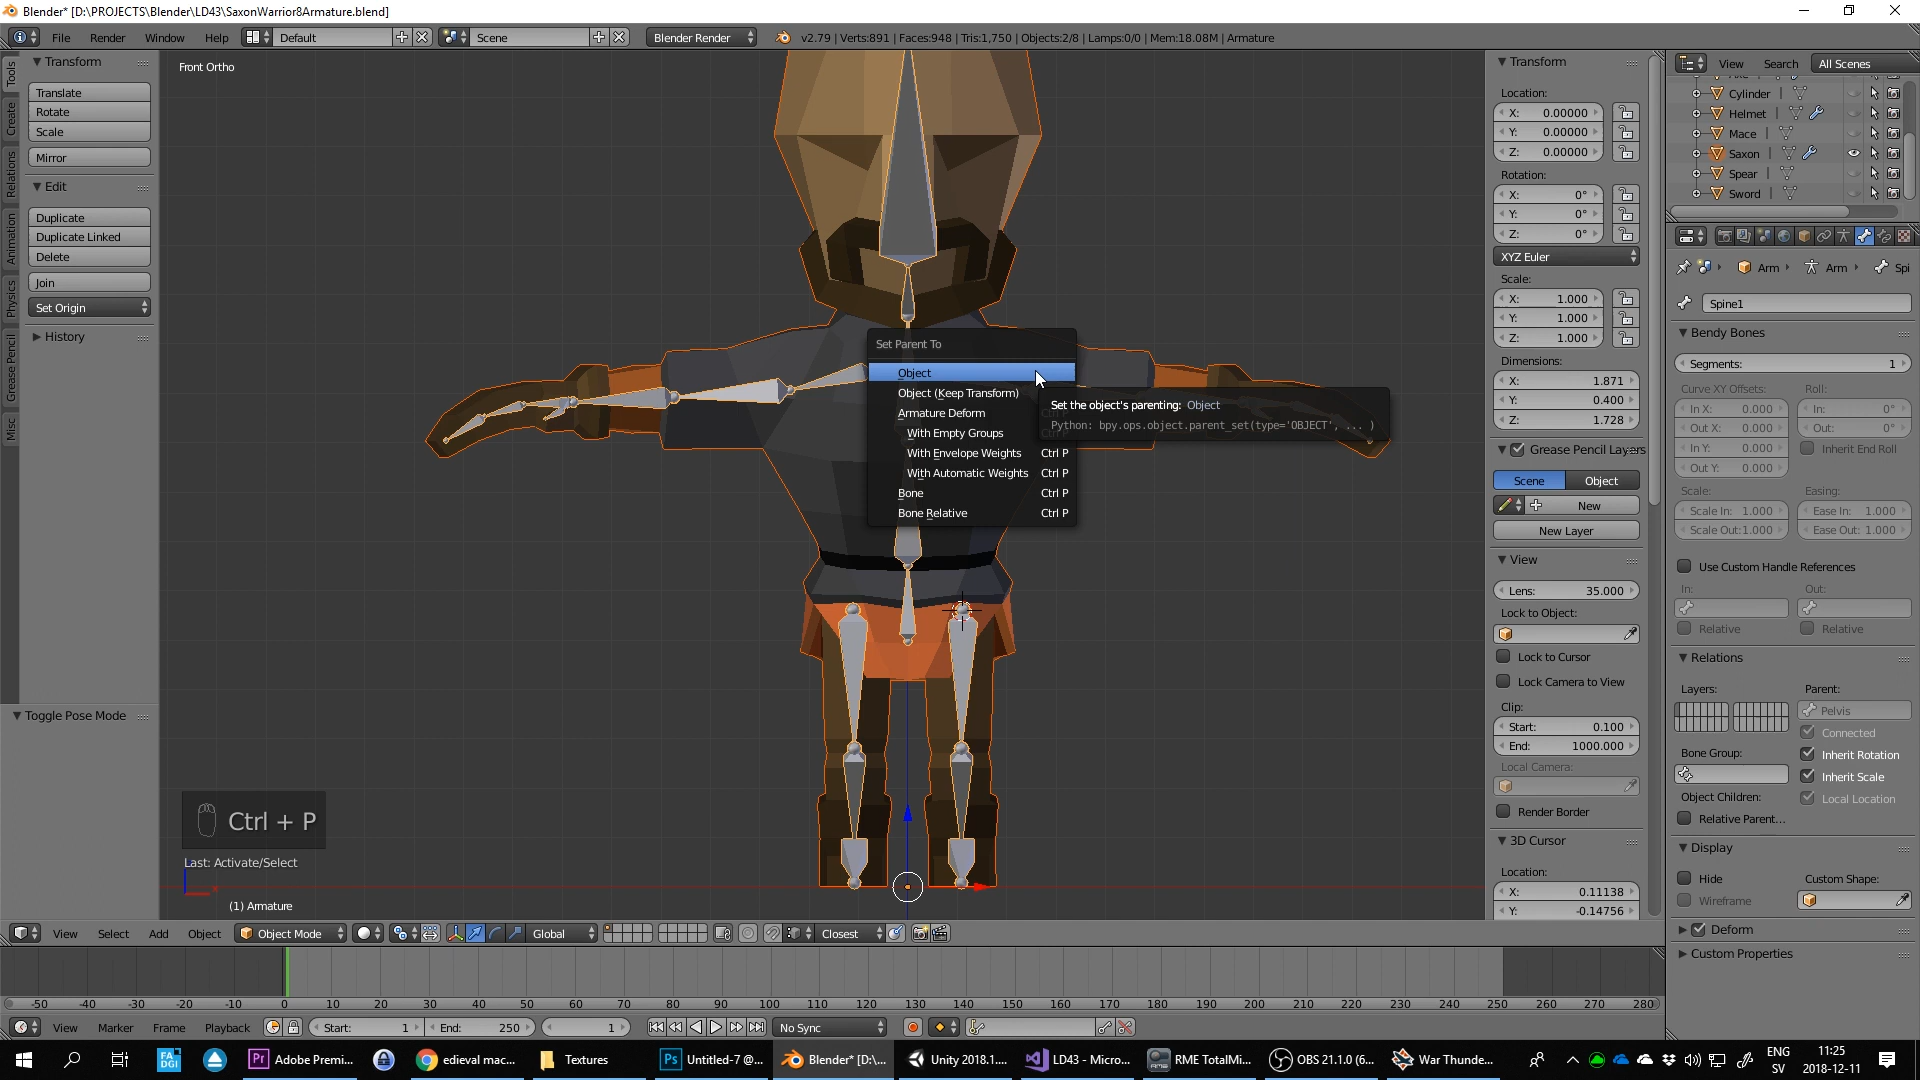 Blender* [D:\PROJECTS\Blender\LD43\SaxonWarrior8Armature.blend]
File Render Window Help Default Scene Blender Render v2.79 | Verts:891 | Faces:948 | Tris:1,750 | Objects:2/8 | Lamps:0/0 | Mem:18.08M | Armature
Tools
Create
Relations
Animation
Physics
Grease Pencil
Misc
Transform
Translate
Rotate
Scale
Mirror
Edit
Duplicate
Duplicate Linked
Delete
Join
Set Origin
History
Toggle Pose Mode
Front Ortho
Set Parent To
Object
Object (Keep Transform)
Armature Deform
With Empty Groups
With Envelope Weights Ctrl P
With Automatic Weights Ctrl P
Bone Ctrl P
Bone Relative Ctrl P
Set the object's parenting: Object
Python: bpy.ops.object.parent_set(type='OBJECT', ... )
Ctrl + P
Last: Activate/Select
(1) Armature
Transform
Location:
X: 0.00000
Y: 0.00000
Z: 0.00000
Rotation:
X: 0°
Y: 0°
Z: 0°
XYZ Euler
Scale:
X: 1.000
Y: 1.000
Z: 1.000
Dimensions:
X: 1.871
Y: 0.400
Z: 1.728
Grease Pencil Layers
Scene Object
New
New Layer
View
Lens: 35.000
Lock to Object:
Lock to Cursor
Lock Camera to View
Clip:
Start: 0.100
End: 1000.000
Local Camera:
Render Border
3D Cursor
Location:
X: 0.11138
Y: -0.14756
View Search All Scenes
Cylinder
Helmet
Mace
Saxon
Spear
Sword
Arm Arm Spi
Spine1
Bendy Bones
Segments: 1
Curve XY Offsets: Roll:
In X: 0.000 In: 0°
Out X: 0.000 Out: 0°
In Y: 0.000 Inherit End Roll
Out Y: 0.000
Scale: Easing:
Scale In: 1.000 Ease In: 1.000
Scale Out:1.000 Ease Out: 1.000
Use Custom Handle References
In: Out:
Relative Relative
Relations
Layers: Parent:
Pelvis
Connected
Bone Group: Inherit Rotation
Inherit Scale
Object Children: Local Location
Relative Parent...
Display
Hide Custom Shape:
Wireframe
Deform
Custom Properties
View Select Add Object Object Mode Global Closest
-50 -40 -30 -20 -10 0 10 20 30 40 50 60 70 80 90 100 110 120 130 140 150 160 170 180 190 200 210 220 230 240 250 260 270 280
View Marker Frame Playback Start: 1 End: 250 1 No Sync
Adobe Premi... edieval mac... Textures Untitled-7 @... Blender* [D:\... Unity 2018.1.... LD43 - Micro... RME TotalMi... OBS 21.1.0 (6... War Thunde... ENG 11:25
SV 2018-12-11